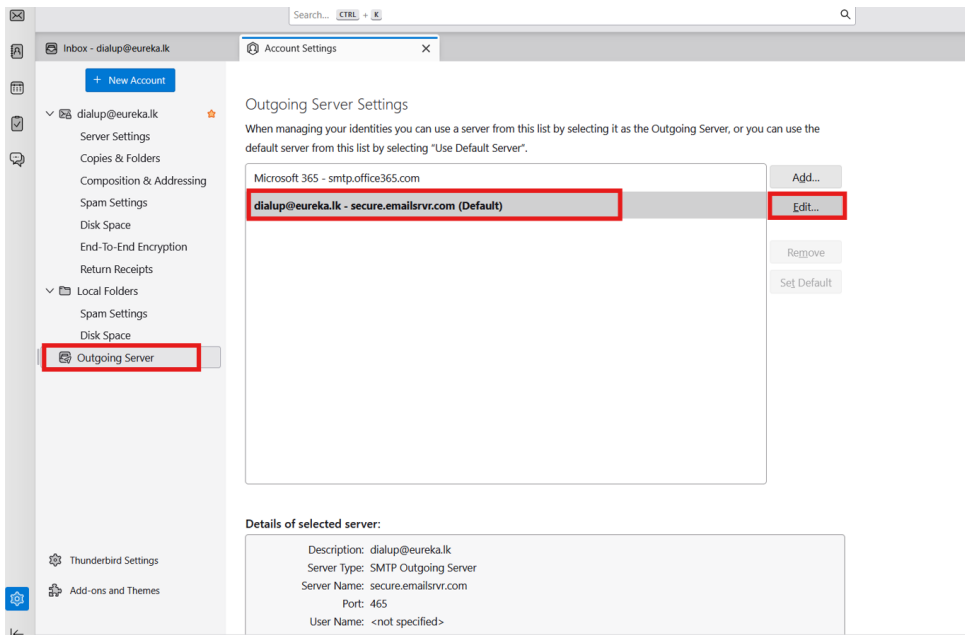 Search... CTRL + K
Inbox - dialup@eureka.lk
Account Settings
+ New Account
dialup@eureka.lk
Server Settings
Copies & Folders
Composition & Addressing
Spam Settings
Disk Space
End-To-End Encryption
Return Receipts
Local Folders
Spam Settings
Disk Space
Outgoing Server
Thunderbird Settings
Add-ons and Themes
Outgoing Server Settings
When managing your identities you can use a server from this list by selecting it as the Outgoing Server, or you can use the
default server from this list by selecting "Use Default Server".
Microsoft 365 - smtp.office365.com
dialup@eureka.lk - secure.emailsrvr.com (Default)
Add...
Edit...
Remove
Set Default
Details of selected server:
Description: dialup@eureka.lk
Server Type: SMTP Outgoing Server
Server Name: secure.emailsrvr.com
Port: 465
User Name: <not specified>